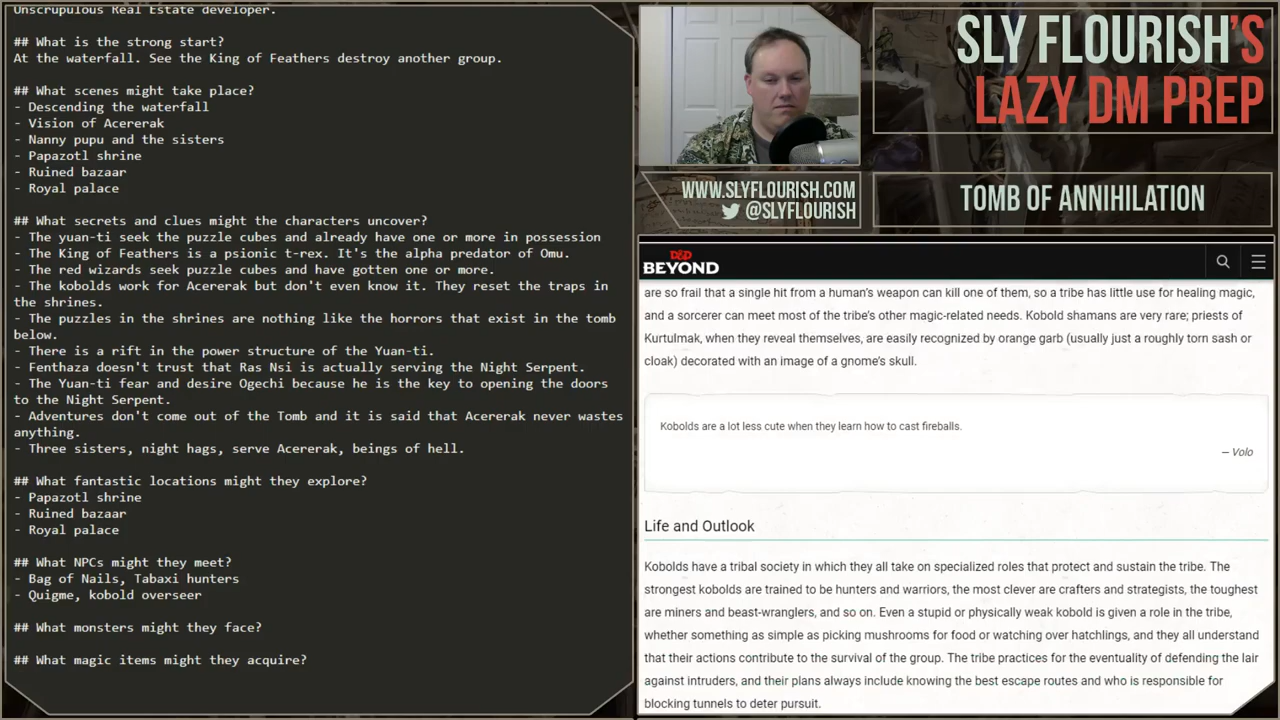 Unscrupulous Real Estate developer.
## What is the strong start?
At the waterfall. See the King of Feathers destroy another group.
## What scenes might take place?
- Descending the waterfall
- Vision of Acererak
- Nanny pupu and the sisters
- Papazotl shrine
- Ruined bazaar
- Royal palace
## What secrets and clues might the characters uncover?
- The yuan-ti seek the puzzle cubes and already have one or more in possession
- The King of Feathers is a psionic t-rex. It's the alpha predator of Omu.
- The red wizards seek puzzle cubes and have gotten one or more.
- The kobolds work for Acererak but don't even know it. They reset the traps in
the shrines.
- The puzzles in the shrines are nothing like the horrors that exist in the tomb
below.
- There is a rift in the power structure of the Yuan-ti.
- Fenthaza doesn't trust that Ras Nsi is actually serving the Night Serpent.
- The Yuan-ti fear and desire Ogechi because he is the key to opening the doors
to the Night Serpent.
- Adventures don't come out of the Tomb and it is said that Acererak never wastes
anything.
- Three sisters, night hags, serve Acererak, beings of hell.
## What fantastic locations might they explore?
- Papazotl shrine
- Ruined bazaar
- Royal palace
## What NPCs might they meet?
- Bag of Nails, Tabaxi hunters
- Quigme, kobold overseer
## What monsters might they face?
## What magic items might they acquire?
SLY FLOURISH'S
LAZY DM PREP
WWW.SLYFLOURISH.COM
@SLYFLOURISH
TOMB OF ANNIHILATION
D&D
BEYOND
are so frail that a single hit from a human's weapon can kill one of them, so a tribe has little use for healing magic,
and a sorcerer can meet most of the tribe's other magic-related needs. Kobold shamans are very rare; priests of
Kurtulmak, when they reveal themselves, are easily recognized by orange garb (usually just a roughly torn sash or
cloak) decorated with an image of a gnome's skull.
Kobolds are a lot less cute when they learn how to cast fireballs.
— Volo
Life and Outlook
Kobolds have a tribal society in which they all take on specialized roles that protect and sustain the tribe. The
strongest kobolds are trained to be hunters and warriors, the most clever are crafters and strategists, the toughest
are miners and beast-wranglers, and so on. Even a stupid or physically weak kobold is given a role in the tribe,
whether something as simple as picking mushrooms for food or watching over hatchlings, and they all understand
that their actions contribute to the survival of the group. The tribe practices for the eventuality of defending the lair
against intruders, and their plans always include knowing the best escape routes and who is responsible for
blocking tunnels to deter pursuit.